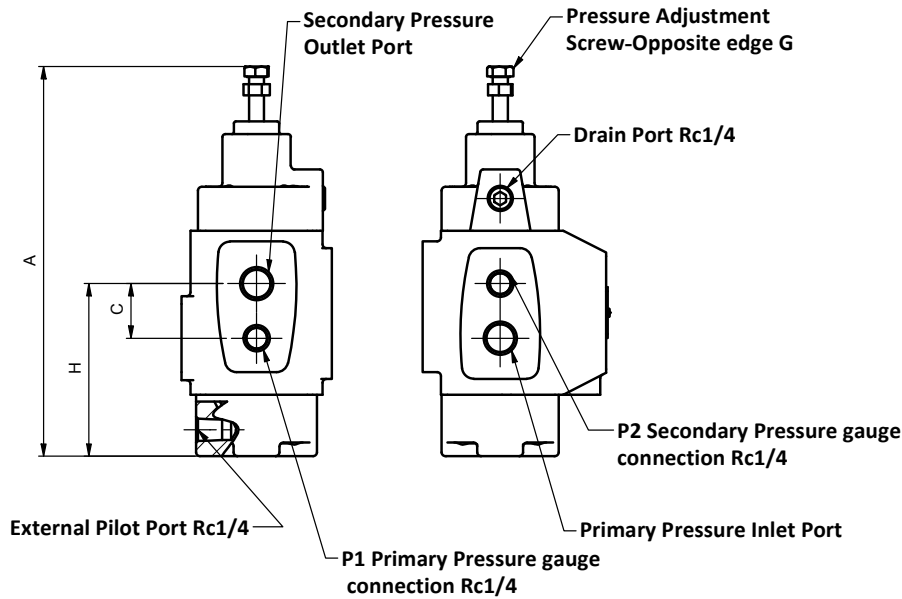 Secondary Pressure
Outlet Port
Pressure Adjustment
Screw-Opposite edge G
Drain Port Rc1/4
A
C
H
P2 Secondary Pressure gauge
connection Rc1/4
External Pilot Port Rc1/4
Primary Pressure Inlet Port
P1 Primary Pressure gauge
connection Rc1/4